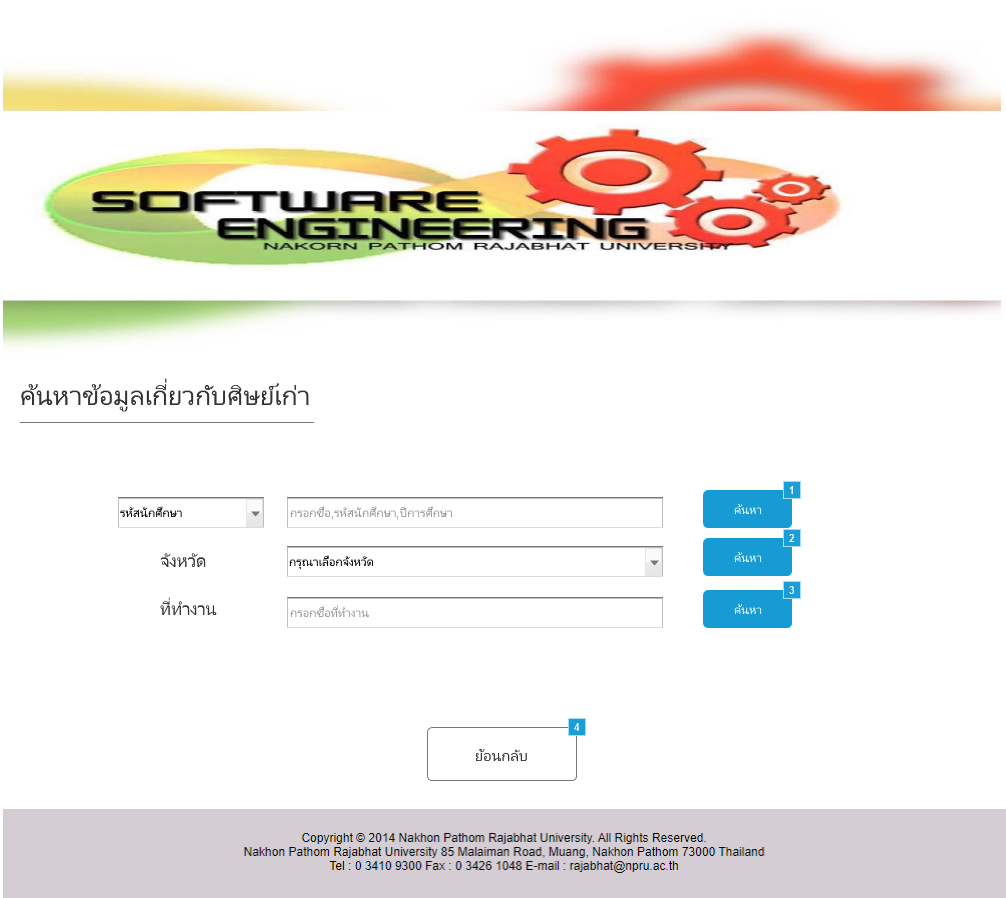 SOFTWARE
ENGINEERING
NAKORN PATHOM RAJABHAT UNIVERSITY
ค้นหาข้อมูลเกี่ยวกับศิษย์เก่า
รหัสนักศึกษา กรอกชื่อ,รหัสนักศึกษา,ปีการศึกษา ค้นหา 1
จังหวัด กรุณาเลือกจังหวัด ค้นหา 2
ที่ทำงาน กรอกชื่อที่ทำงาน ค้นหา 3
ย้อนกลับ 4
Copyright © 2014 Nakhon Pathom Rajabhat University. All Rights Reserved.
Nakhon Pathom Rajabhat University 85 Malaiman Road, Muang, Nakhon Pathom 73000 Thailand
Tel : 0 3410 9300 Fax : 0 3426 1048 E-mail : rajabhat@npru.ac.th